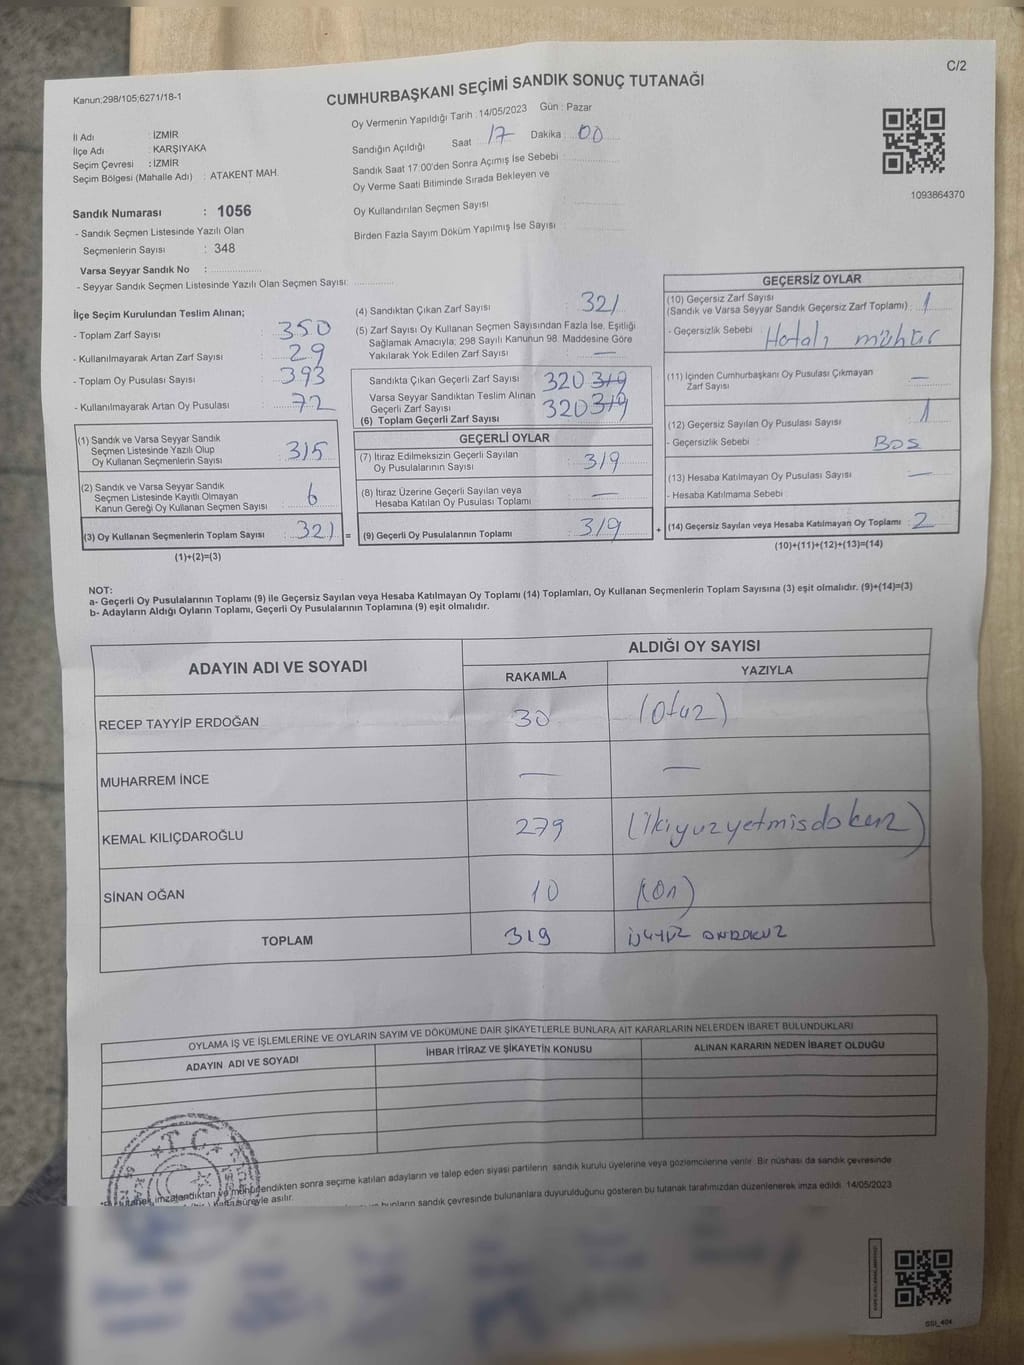 C/2
Kanun;298/105;6271/18-1
CUMHURBAŞKANI SEÇİMİ SANDIK SONUÇ TUTANAĞI
İl Adı : İZMİR
İlçe Adı : KARŞIYAKA
Seçim Çevresi : İZMİR
Seçim Bölgesi (Mahalle Adı) : ATAKENT MAH.
Sandık Numarası : 1056
- Sandık Seçmen Listesinde Yazılı Olan
Seçmenlerin Sayısı : 348
Varsa Seyyar Sandık No :
- Seyyar Sandık Seçmen Listesinde Yazılı Olan Seçmen Sayısı:
Oy Vermenin Yapıldığı Tarih : 14/05/2023 Gün : Pazar
Sandığın Açıldığı Saat : 17 Dakika : 00
Sandık Saat 17:00'den Sonra Açılmış İse Sebebi :
Oy Verme Saati Bitiminde Sırada Bekleyen ve
Oy Kullandırılan Seçmen Sayısı
Birden Fazla Sayım Döküm Yapılmış İse Sayısı :
1093864370
İlçe Seçim Kurulundan Teslim Alınan;
- Toplam Zarf Sayısı : 350
- Kullanılmayarak Artan Zarf Sayısı : 29
- Toplam Oy Pusulası Sayısı : 393
- Kullanılmayarak Artan Oy Pusulası : 72
(1) Sandık ve Varsa Seyyar Sandık
Seçmen Listesinde Yazılı Olup
Oy Kullanan Seçmenlerin Sayısı : 315
(2) Sandık ve Varsa Seyyar Sandık
Seçmen Listesinde Kayıtlı Olmayan
Kanun Gereği Oy Kullanan Seçmen Sayısı : 6
(3) Oy Kullanan Seçmenlerin Toplam Sayısı : 321 =
(1)+(2)=(3)
(4) Sandıktan Çıkan Zarf Sayısı : 321
(5) Zarf Sayısı Oy Kullanan Seçmen Sayısından Fazla İse, Eşitliği
Sağlamak Amacıyla; 298 Sayılı Kanunun 98. Maddesine Göre
Yakılarak Yok Edilen Zarf Sayısı : —
Sandıkta Çıkan Geçerli Zarf Sayısı 320 319
Varsa Seyyar Sandıktan Teslim Alınan
Geçerli Zarf Sayısı
(6) Toplam Geçerli Zarf Sayısı 320 319
GEÇERLİ OYLAR
(7) İtiraz Edilmeksizin Geçerli Sayılan
Oy Pusulalarının Sayısı : 319
(8) İtiraz Üzerine Geçerli Sayılan veya
Hesaba Katılan Oy Pusulası Toplamı : —
(9) Geçerli Oy Pusulalarının Toplamı : 319 +
GEÇERSİZ OYLAR
(10) Geçersiz Zarf Sayısı
(Sandık ve Varsa Seyyar Sandık Geçersiz Zarf Toplamı) : 1
- Geçersizlik Sebebi : Hatalı mühür
(11) İçinden Cumhurbaşkanı Oy Pusulası Çıkmayan
Zarf Sayısı : —
(12) Geçersiz Sayılan Oy Pusulası Sayısı : 1
- Geçersizlik Sebebi : Bos
(13) Hesaba Katılmayan Oy Pusulası Sayısı : —
- Hesaba Katılmama Sebebi :
(14) Geçersiz Sayılan veya Hesaba Katılmayan Oy Toplamı : 2
(10)+(11)+(12)+(13)=(14)
NOT:
a- Geçerli Oy Pusulalarının Toplamı (9) ile Geçersiz Sayılan veya Hesaba Katılmayan Oy Toplamı (14) Toplamları, Oy Kullanan Seçmenlerin Toplam Sayısına (3) eşit olmalıdır. (9)+(14)=(3)
b- Adayların Aldığı Oyların Toplamı, Geçerli Oy Pusulalarının Toplamına (9) eşit olmalıdır.
ADAYIN ADI VE SOYADI ALDIĞI OY SAYISI
RAKAMLA YAZIYLA
RECEP TAYYİP ERDOĞAN 30 (Otuz)
MUHARREM İNCE — —
KEMAL KILIÇDAROĞLU 279 (ikiyuzyetmisdokuz)
SİNAN OĞAN 10 (On)
TOPLAM 319 üçyüz ondokuz
OYLAMA İŞ VE İŞLEMLERİNE VE OYLARIN SAYIM VE DÖKÜMÜNE DAİR ŞİKAYETLERLE BUNLARA AİT KARARLARIN NELERDEN İBARET BULUNDUKLARI
ADAYIN ADI VE SOYADI İHBAR İTİRAZ VE ŞİKAYETİN KONUSU ALINAN KARARIN NEDEN İBARET OLDUĞU
T.C.
imzalandıktan ve mühürlendikten sonra seçime katılan adayların ve talep eden siyasi partilerin sandık kurulu üyelerine veya gözlemcilerine verilir. Bir nüshası da sandık çevresinde
süreyle asılır.
bunların sandık çevresinde bulunanlara duyurulduğunu gösteren bu tutanak tarafımızdan düzenlenerek imza edildi. 14/05/2023
SSI_404